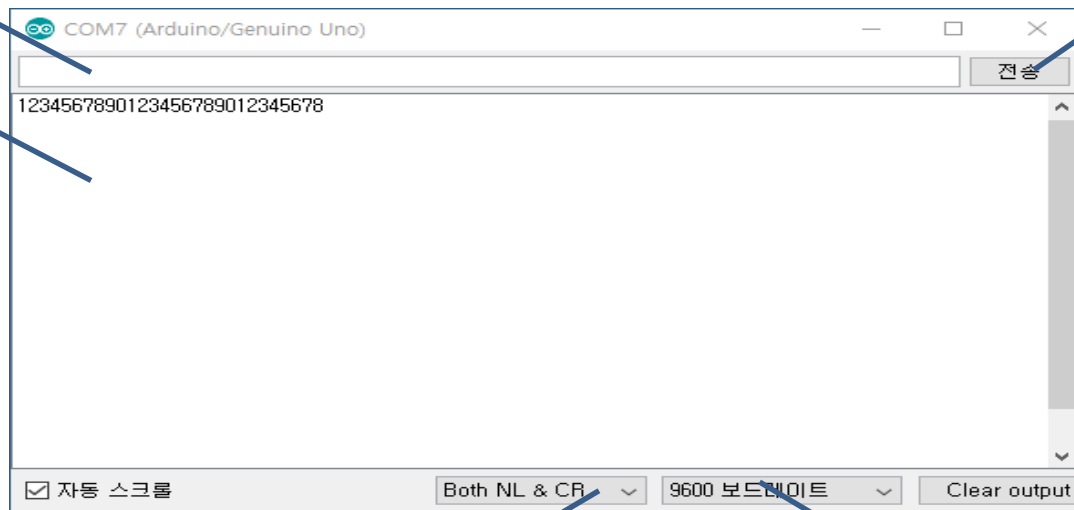 COM7 (Arduino/Genuino Uno)
전송
1234567890123456789012345678
자동 스크롤
Both NL & CR
9600 보드레이트
Clear output